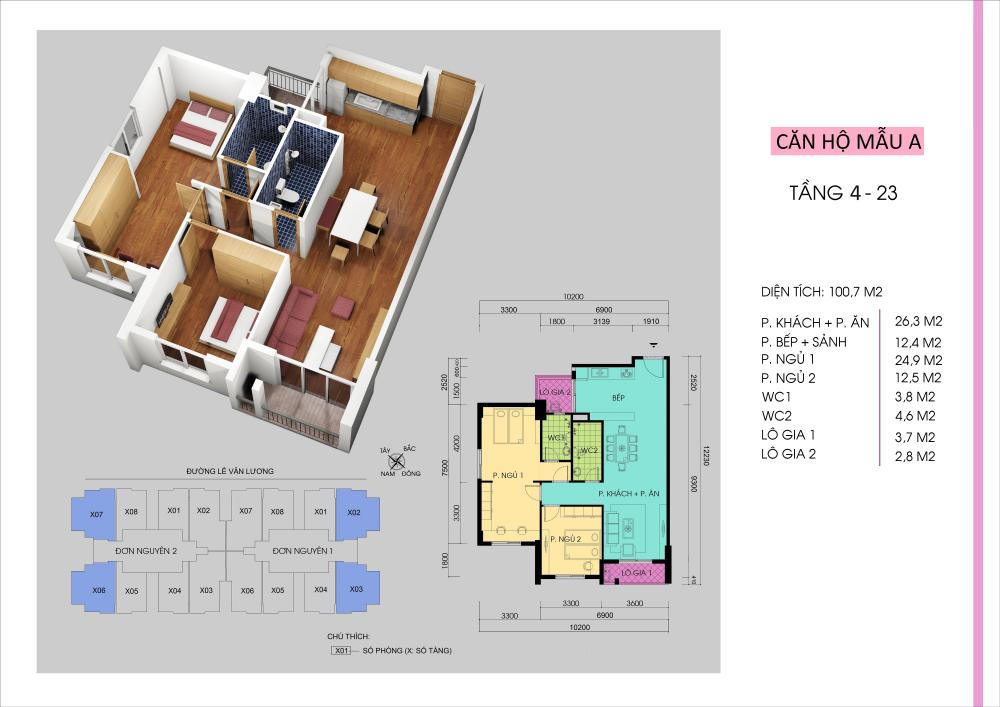 CĂN HỘ MẪU A
TẦNG 4 - 23
DIỆN TÍCH: 100,7 M2
P. KHÁCH + P. ĂN 26,3 M2
P. BẾP + SẢNH 12,4 M2
P. NGỦ 1 24,9 M2
P. NGỦ 2 12,5 M2
WC1 3,8 M2
WC2 4,6 M2
LÔ GIA 1 3,7 M2
LÔ GIA 2 2,8 M2
10200
3300 6900
1800 3139 1910
2520
1500
4200
7500
3300
1800
2520
12230
9300
LÔ GIA 2
BẾP
WC1
WC2
P. NGỦ 1
P. KHÁCH + P. ĂN
P. NGỦ 2
LÔ GIA 1
3300 3600
3300 6900
10200
TÂY BẮC
NAM ĐÔNG
ĐƯỜNG LÊ VĂN LƯƠNG
X07 X08 X01 X02 X07 X08 X01 X02
ĐƠN NGUYÊN 2 ĐƠN NGUYÊN 1
X06 X05 X04 X03 X06 X05 X04 X03
CHÚ THÍCH:
X01 SỐ PHÒNG (X: SỐ TẦNG)